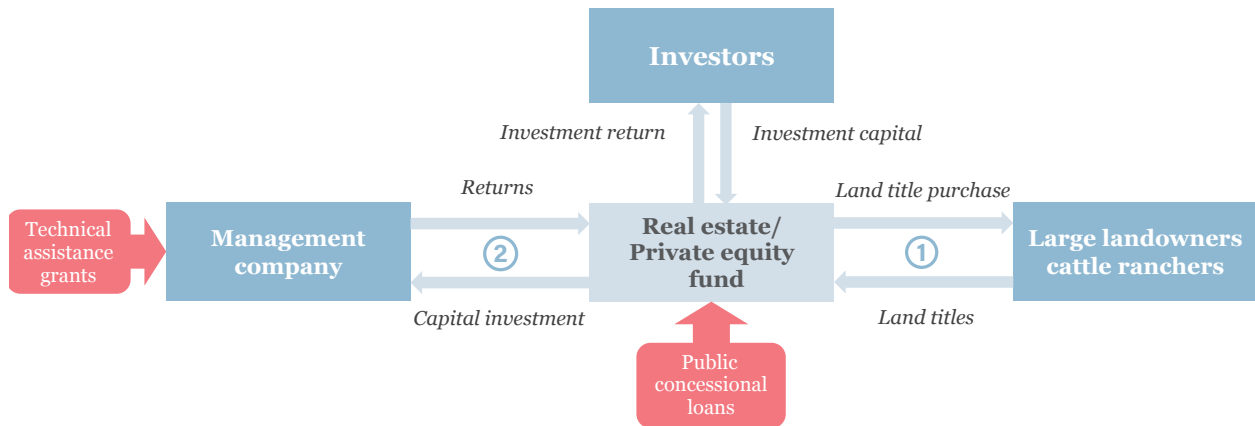 Investors
Investment return
Investment capital
Returns
Land title purchase
Technical
assistance
grants
Management
company
2
Real estate/
Private equity
fund
1
Large landowners
cattle ranchers
Capital investment
Land titles
Public
concessional
loans